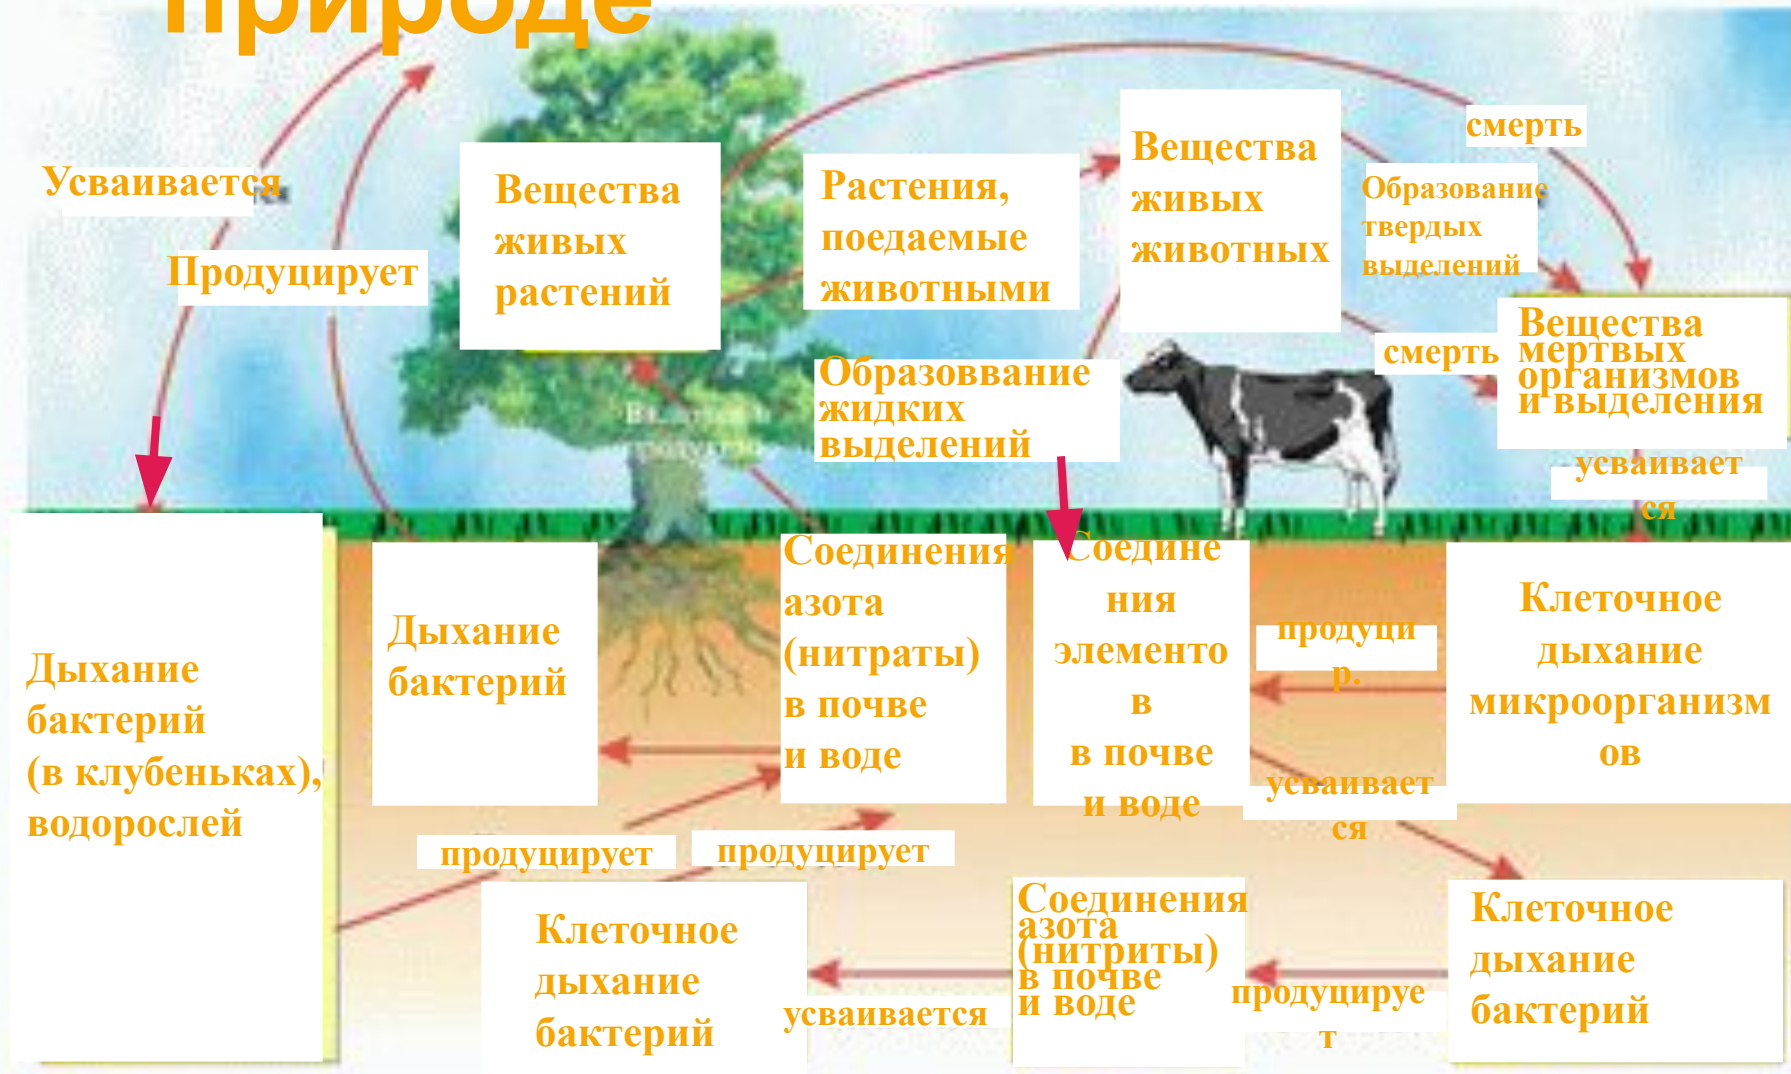 природе
Усваивается
Продуцирует
Вещества
живых
растений
Растения,
поедаемые
животными
Вещества
живых
животных
смерть
Образование
твердых
выделений
Образоввание
жидких
выделений
смерть
Вещества
мертвых
организмов
и выделения
усваивает
ся
Дыхание
бактерий
(в клубеньках),
водорослей
Дыхание
бактерий
Соединения
азота
(нитраты)
в почве
и воде
Соедине
ния
элементо
в
в почве
и воде
продуци
р.
Клеточное
дыхание
микроорганизм
ов
усваивает
ся
продуцирует
продуцирует
Клеточное
дыхание
бактерий
усваивается
Соединения
азота
(нитриты)
в почве
и воде
продуцируе
т
Клеточное
дыхание
бактерий